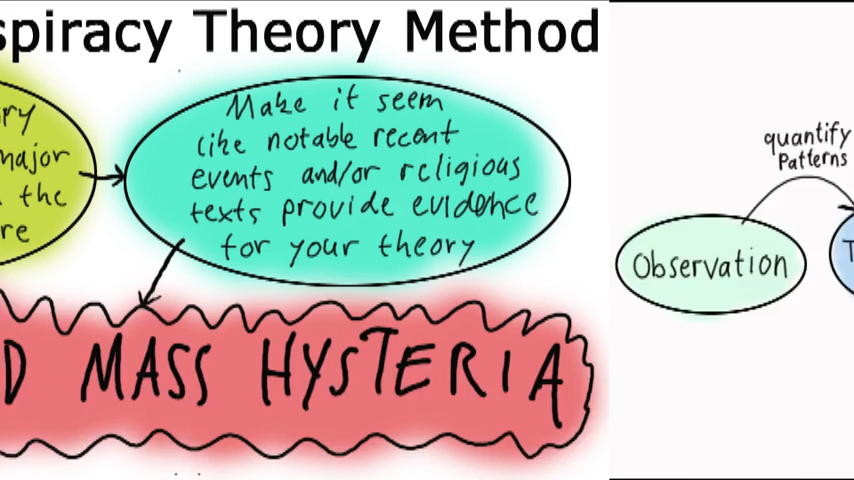 spiracy Theory Method
ry
major
the
re
Make it seem
like notable recent
events and/or religious
texts provide evidence
for your theory
D MASS HYSTERIA
quantify
Patterns
Observation
T